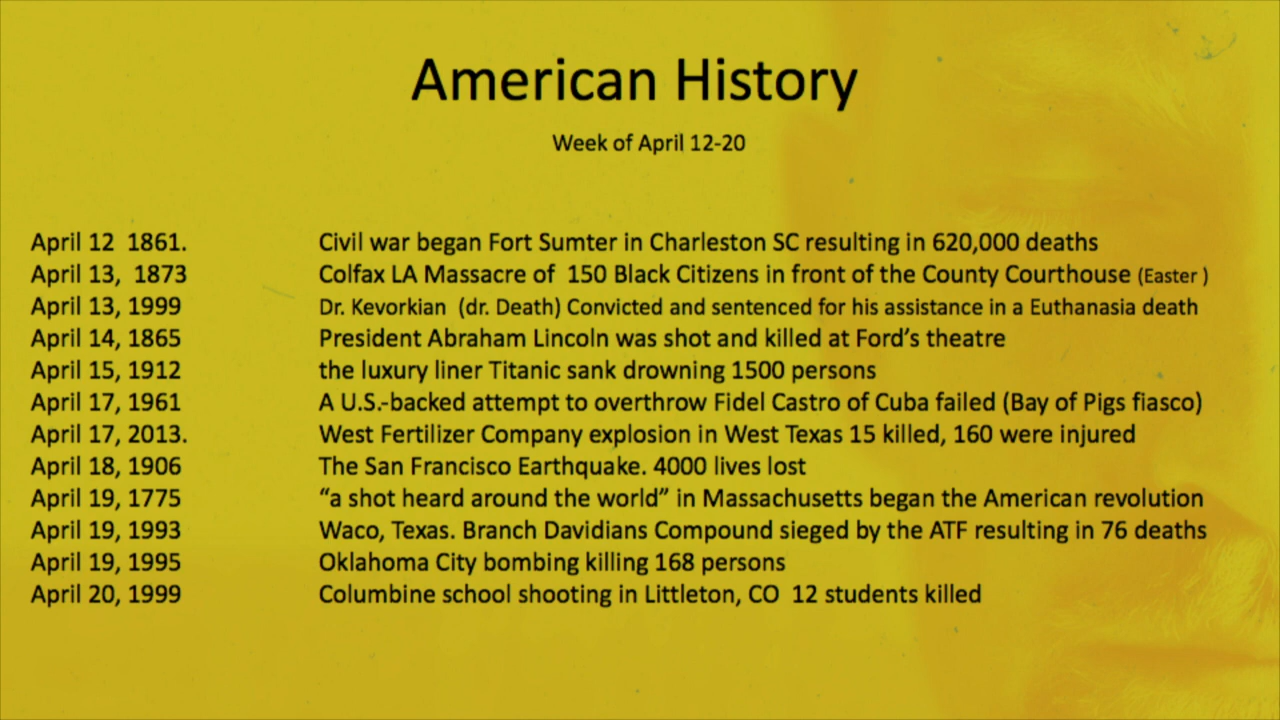 American History
Week of April 12-20
April 12 1861. Civil war began Fort Sumter in Charleston SC resulting in 620,000 deaths
April 13, 1873 Colfax LA Massacre of 150 Black Citizens in front of the County Courthouse (Easter )
April 13, 1999 Dr. Kevorkian (dr. Death) Convicted and sentenced for his assistance in a Euthanasia death
April 14, 1865 President Abraham Lincoln was shot and killed at Ford's theatre
April 15, 1912 the luxury liner Titanic sank drowning 1500 persons
April 17, 1961 A U.S.-backed attempt to overthrow Fidel Castro of Cuba failed (Bay of Pigs fiasco)
April 17, 2013. West Fertilizer Company explosion in West Texas 15 killed, 160 were injured
April 18, 1906 The San Francisco Earthquake. 4000 lives lost
April 19, 1775 “a shot heard around the world” in Massachusetts began the American revolution
April 19, 1993 Waco, Texas. Branch Davidians Compound sieged by the ATF resulting in 76 deaths
April 19, 1995 Oklahoma City bombing killing 168 persons
April 20, 1999 Columbine school shooting in Littleton, CO 12 students killed